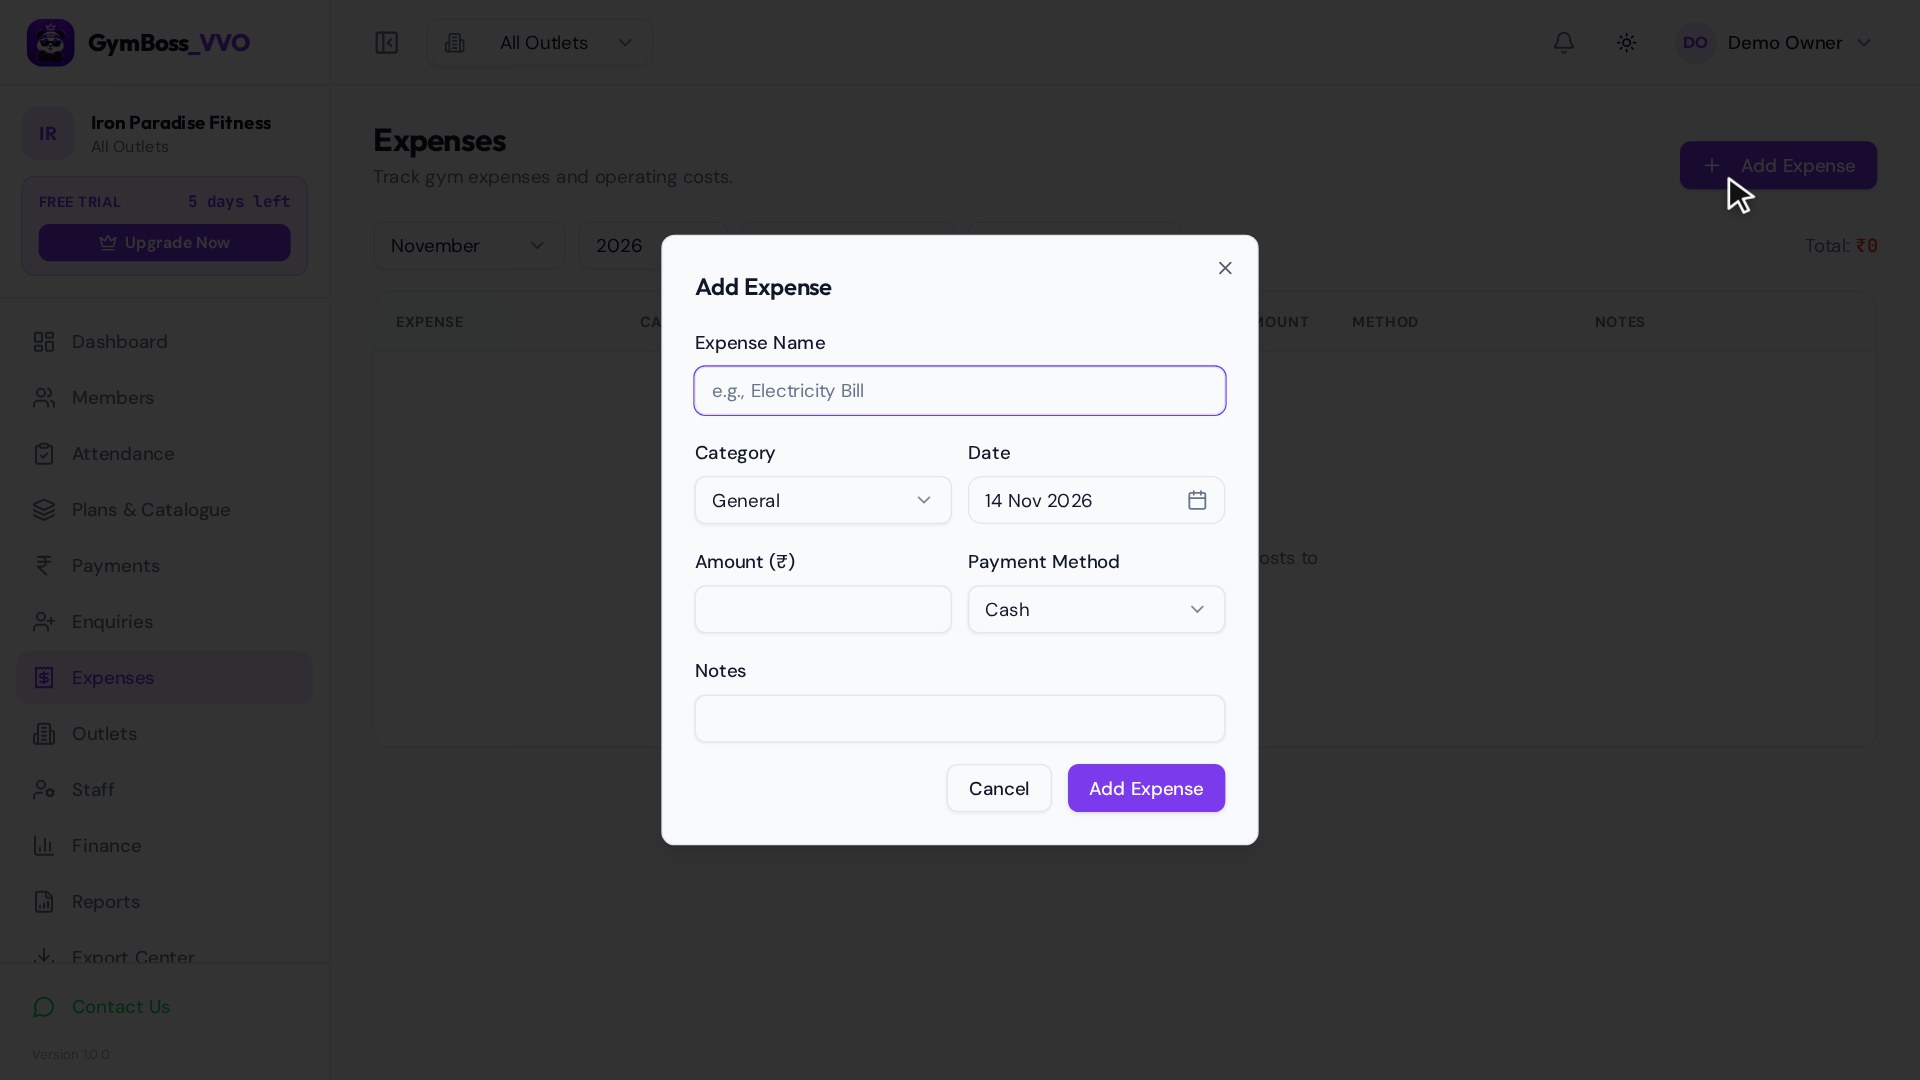 GymBoss_VVO
All Outlets
DO Demo Owner
IR
Iron Paradise Fitness
All Outlets
FREE TRIAL 5 days left
Upgrade Now
Dashboard
Members
Attendance
Plans & Catalogue
Payments
Enquiries
Expenses
Outlets
Staff
Finance
Reports
Export Center
Contact Us
Version 1.0.0
Expenses
Track gym expenses and operating costs.
Add Expense
November 2026
Total: ₹0
EXPENSE METHOD NOTES
Add Expense
Expense Name
e.g., Electricity Bill
Category Date
General 14 Nov 2026
Amount (₹) Payment Method
Cash
Notes
Cancel Add Expense
to